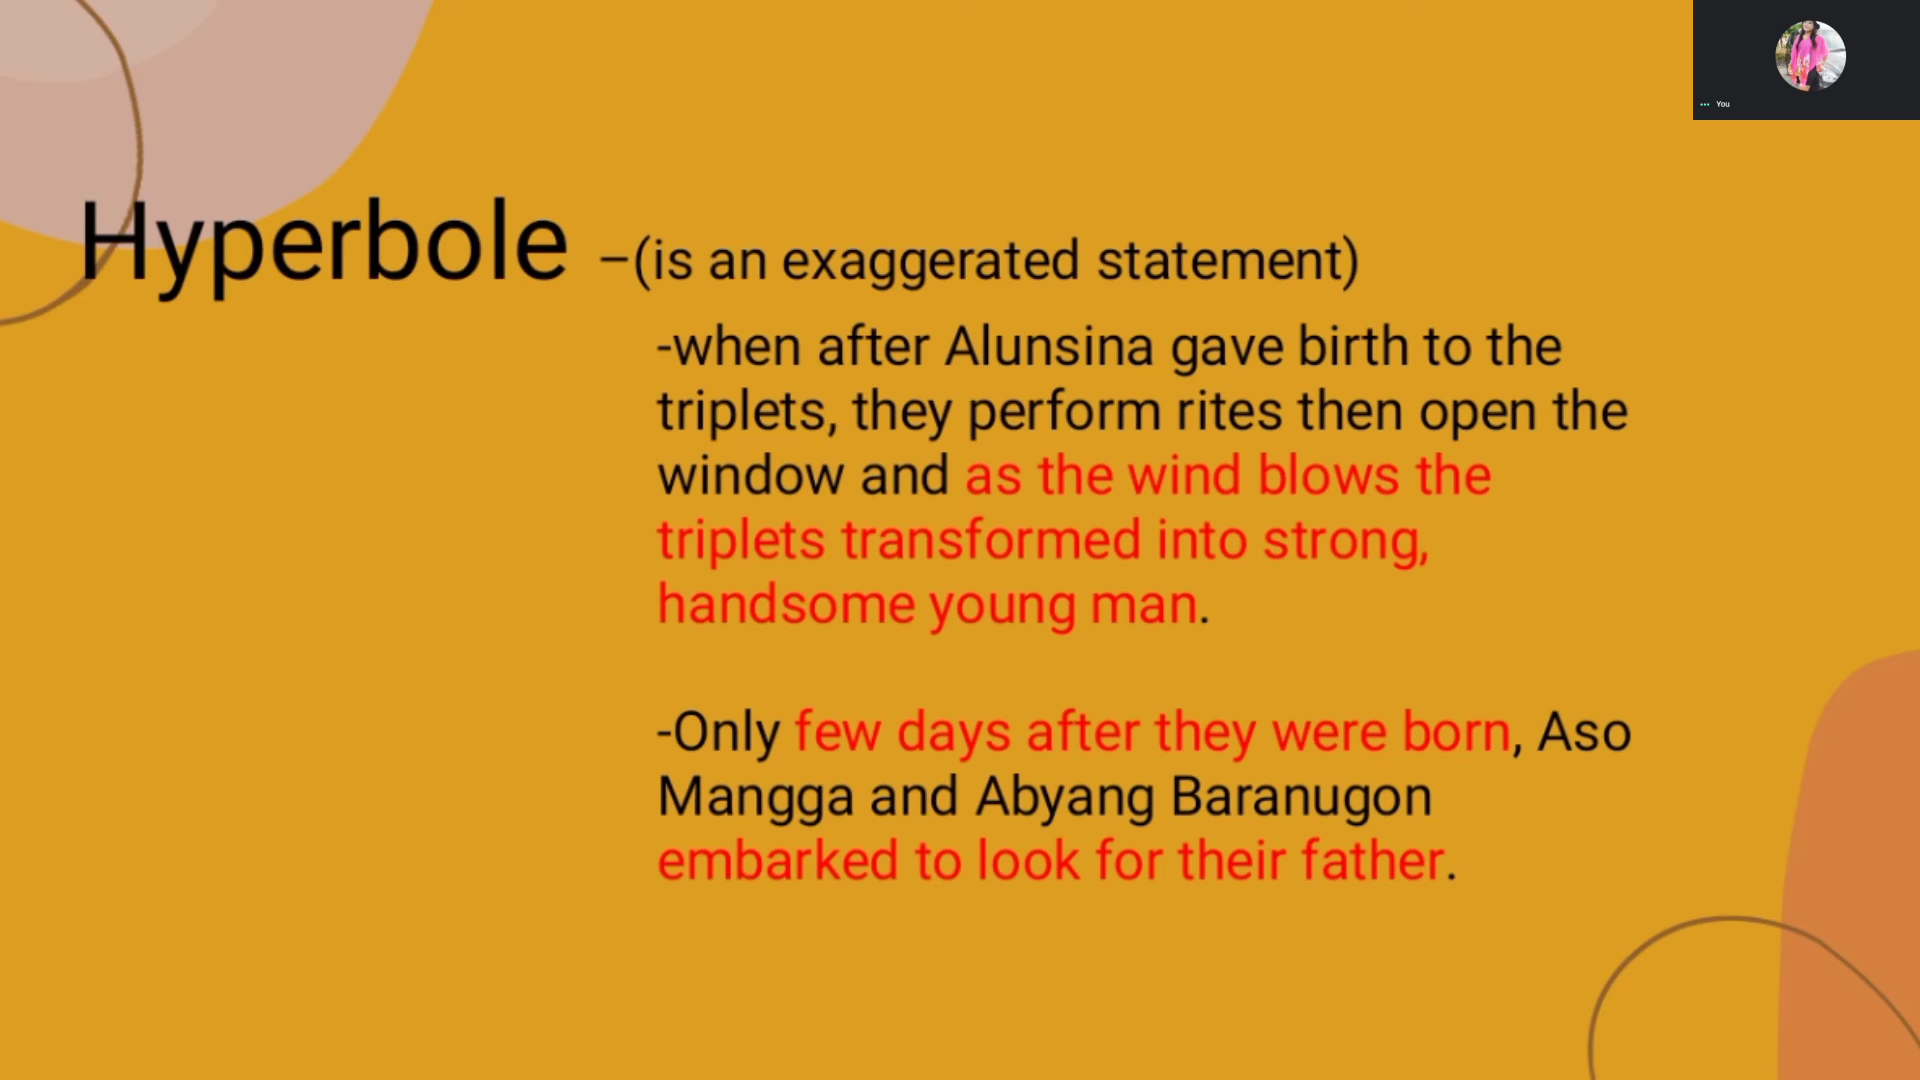 You
Hyperbole –(is an exaggerated statement)
-when after Alunsina gave birth to the
triplets, they perform rites then open the
window and as the wind blows the
triplets transformed into strong,
handsome young man.
-Only few days after they were born, Aso
Mangga and Abyang Baranugon
embarked to look for their father.